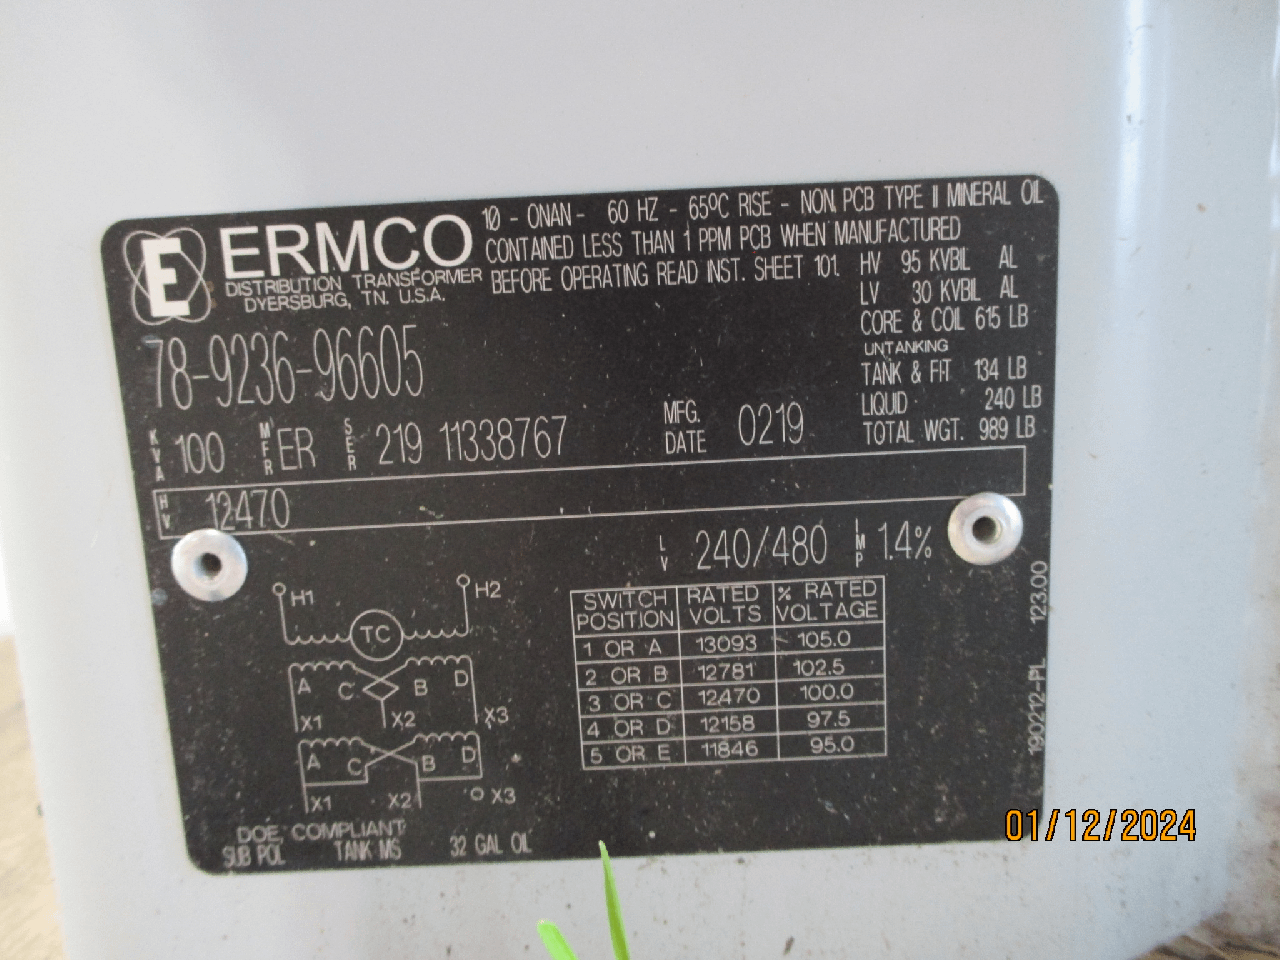 ERMCO
DISTRIBUTION TRANSFORMER
DYERSBURG, TN. U.S.A.
1Ø - ONAN - 60 HZ - 65ºC RISE - NON PCB TYPE II MINERAL OIL
CONTAINED LESS THAN 1 PPM PCB WHEN MANUFACTURED
BEFORE OPERATING READ INST. SHEET 101.
HV 95 KVBIL AL
LV 30 KVBIL AL
CORE & COIL 615 LB
UNTANKING
TANK & FIT 134 LB
LIQUID 240 LB
TOTAL WGT. 989 LB
78-9236-96605
KVA 100 MFR ER SER 219 11338767 MFG. DATE 0219
HV 12470
LV 240/480 IMP 1.4%
H1 H2
TC
A C B D
X1 X2 X3
A C B D
X1 X2 X3
SWITCH POSITION RATED VOLTS % RATED VOLTAGE
1 OR A 13093 105.0
2 OR B 12781 102.5
3 OR C 12470 100.0
4 OR D 12158 97.5
5 OR E 11846 95.0
190212-PL 123.00
DOE COMPLIANT
SUB POL TANK MS 32 GAL OIL
01/12/2024